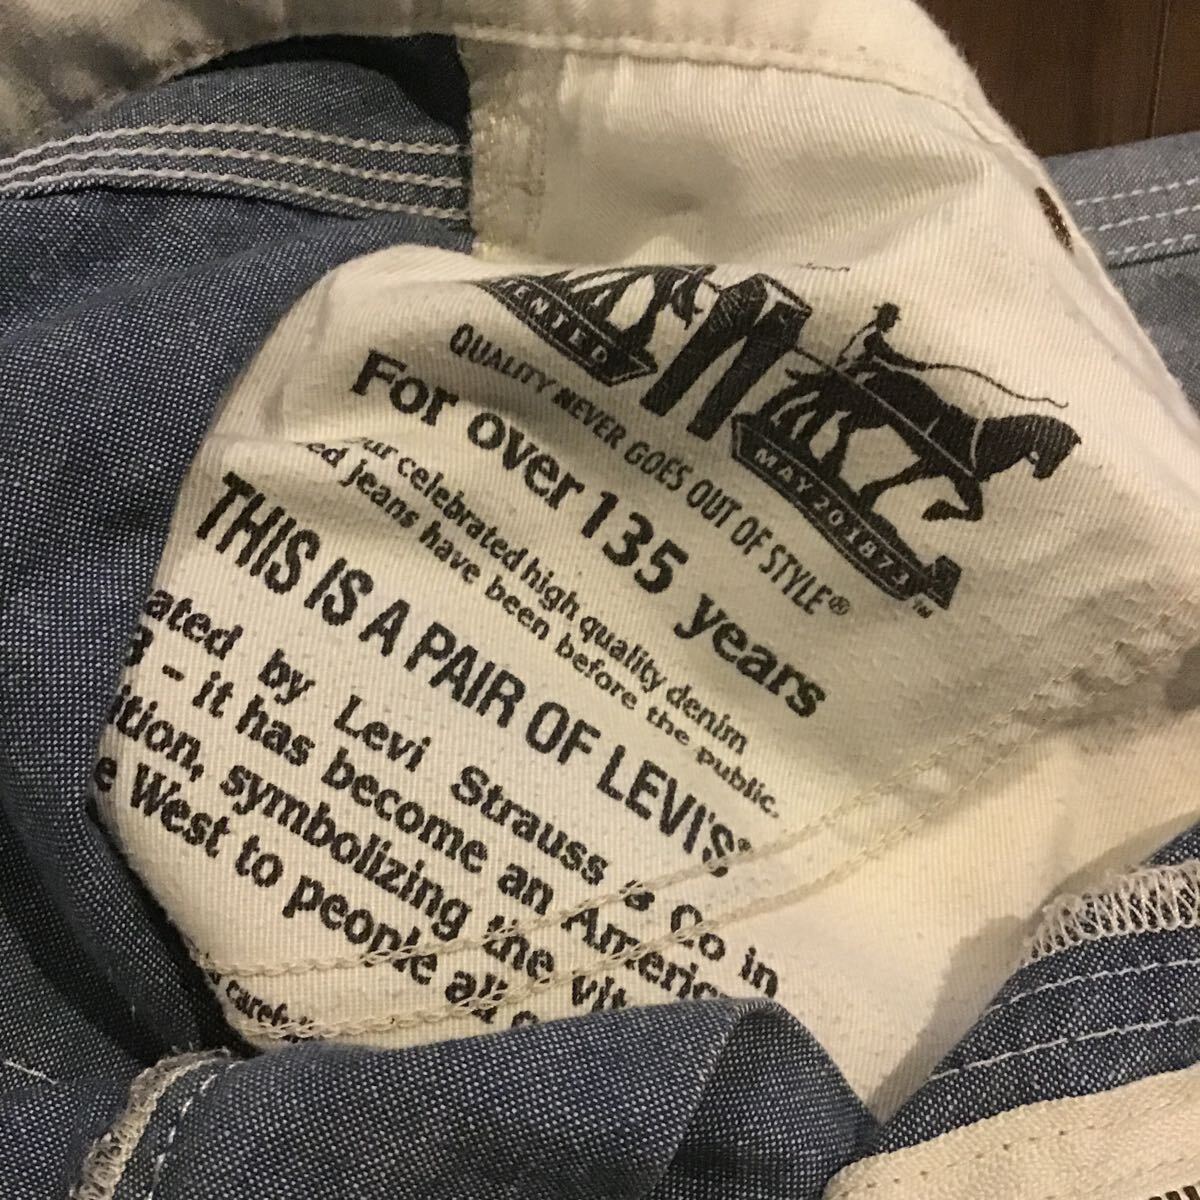 MAY 20 1873
TM
QUALITY NEVER GOES OUT OF STYLE®
For over 135 years
celebrated high quality denim
jeans have been before the public.
THIS IS A PAIR OF LEVI'S®
by Levi Strauss & Co in
– it has become an
symbolizing the
West to people all